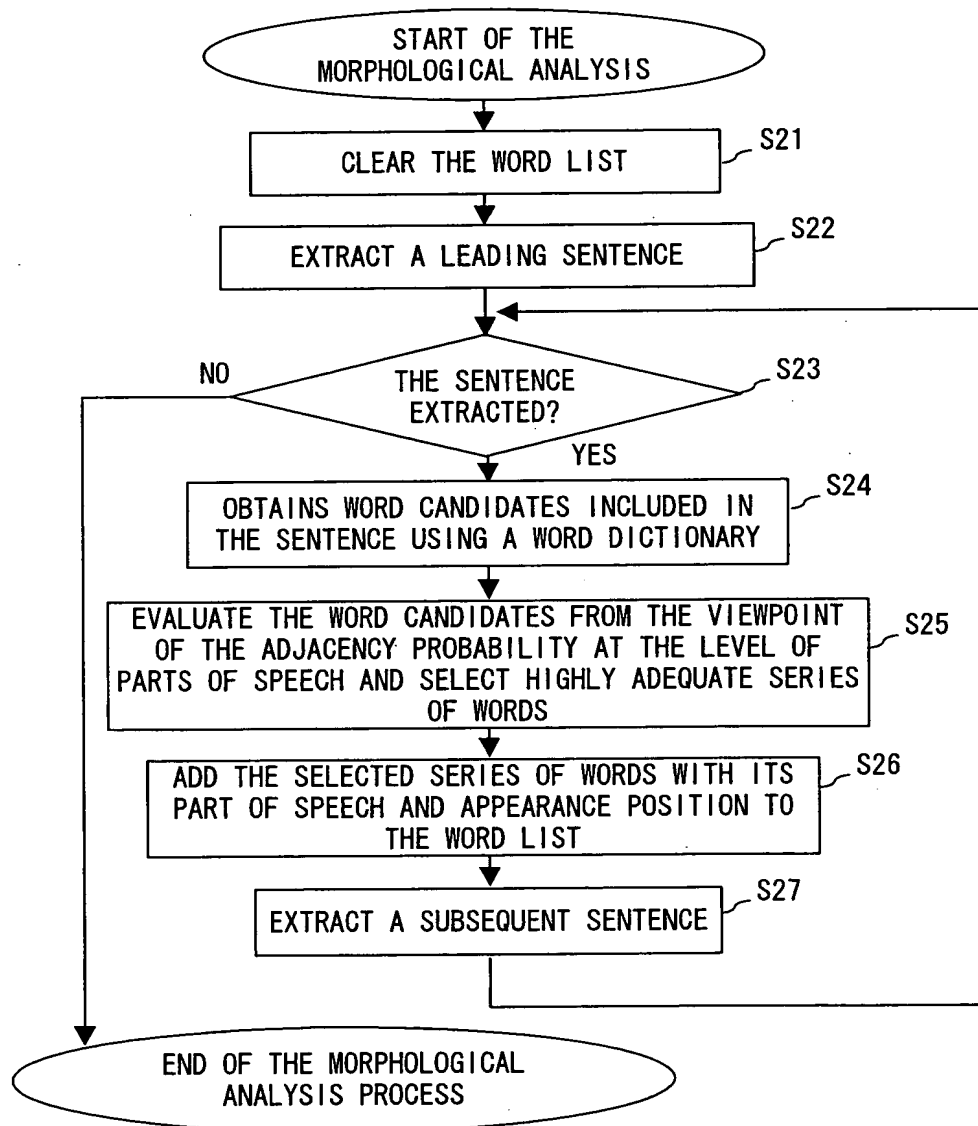 START OF THE
MORPHOLOGICAL ANALYSIS
S21
CLEAR THE WORD LIST
S22
EXTRACT A LEADING SENTENCE
NO
S23
THE SENTENCE
EXTRACTED?
YES
S24
OBTAINS WORD CANDIDATES INCLUDED IN
THE SENTENCE USING A WORD DICTIONARY
S25
EVALUATE THE WORD CANDIDATES FROM THE VIEWPOINT
OF THE ADJACENCY PROBABILITY AT THE LEVEL OF
PARTS OF SPEECH AND SELECT HIGHLY ADEQUATE SERIES
OF WORDS
S26
ADD THE SELECTED SERIES OF WORDS WITH ITS
PART OF SPEECH AND APPEARANCE POSITION TO
THE WORD LIST
S27
EXTRACT A SUBSEQUENT SENTENCE
END OF THE MORPHOLOGICAL
ANALYSIS PROCESS